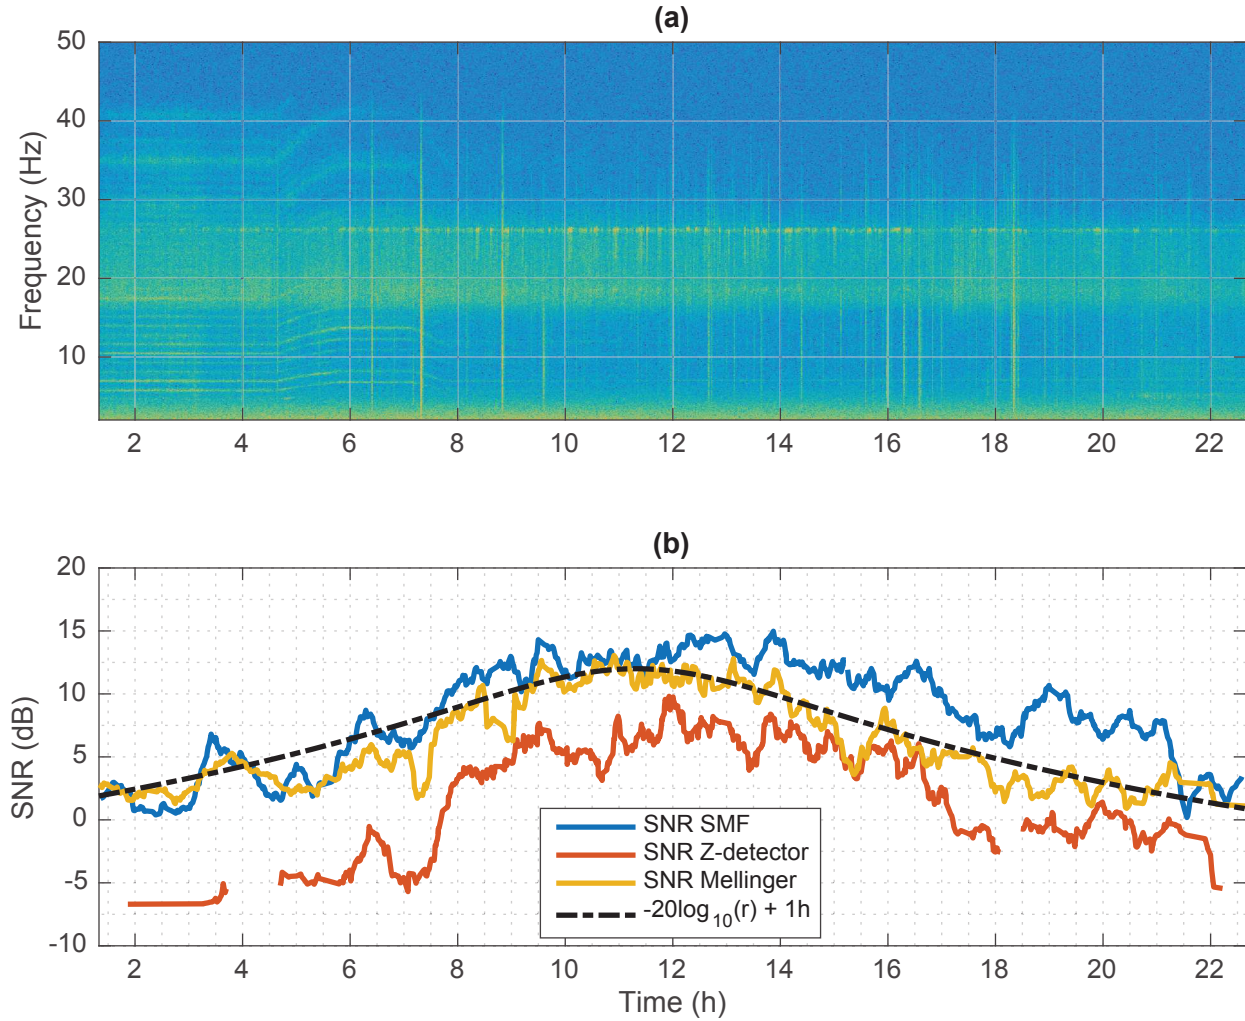 (a)
50
40
30
20
10
Frequency (Hz)
2 4 6 8 10 12 14 16 18 20 22
(b)
20
15
10
5
0
-5
-10
SNR (dB)
SNR SMF
SNR Z-detector
SNR Mellinger
-20log₁₀(r) + 1h
2 4 6 8 10 12 14 16 18 20 22
Time (h)